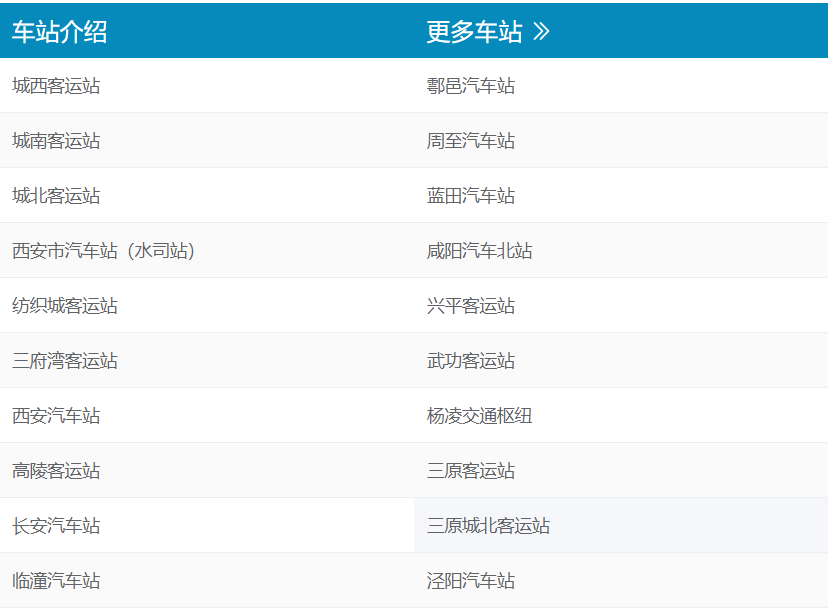 车站介绍 更多车站 »
城西客运站 鄠邑汽车站
城南客运站 周至汽车站
城北客运站 蓝田汽车站
西安市汽车站（水司站） 咸阳汽车北站
纺织城客运站 兴平客运站
三府湾客运站 武功客运站
西安汽车站 杨凌交通枢纽
高陵客运站 三原客运站
长安汽车站 三原城北客运站
临潼汽车站 泾阳汽车站